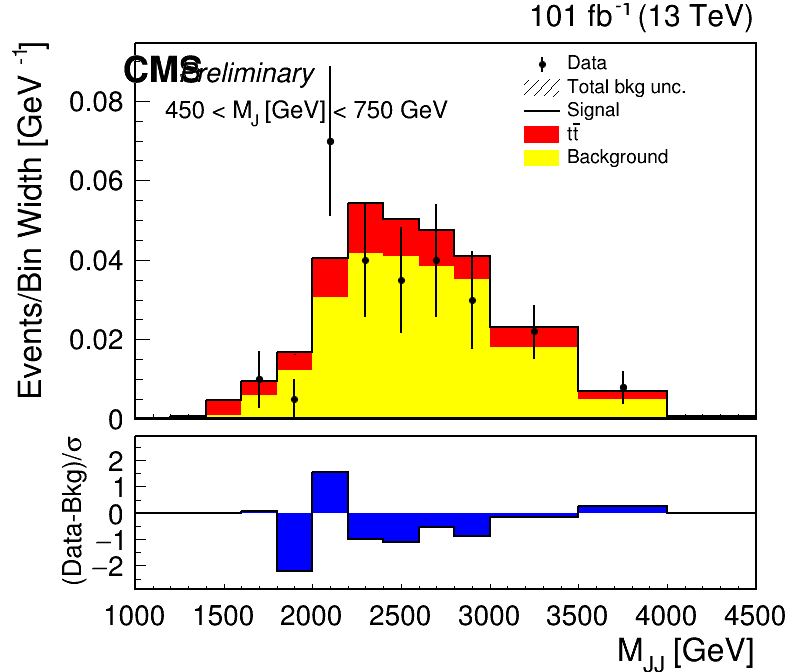 101 fb-1 (13 TeV)
CMS Preliminary
450 < MJ [GeV] < 750 GeV
Data
Total bkg unc.
Signal
tt̄
Background
Events/Bin Width [GeV-1]
0.08
0.06
0.04
0.02
0
(Data-Bkg)/σ
2
1
0
−1
−2
1000 1500 2000 2500 3000 3500 4000 4500
MJJ [GeV]